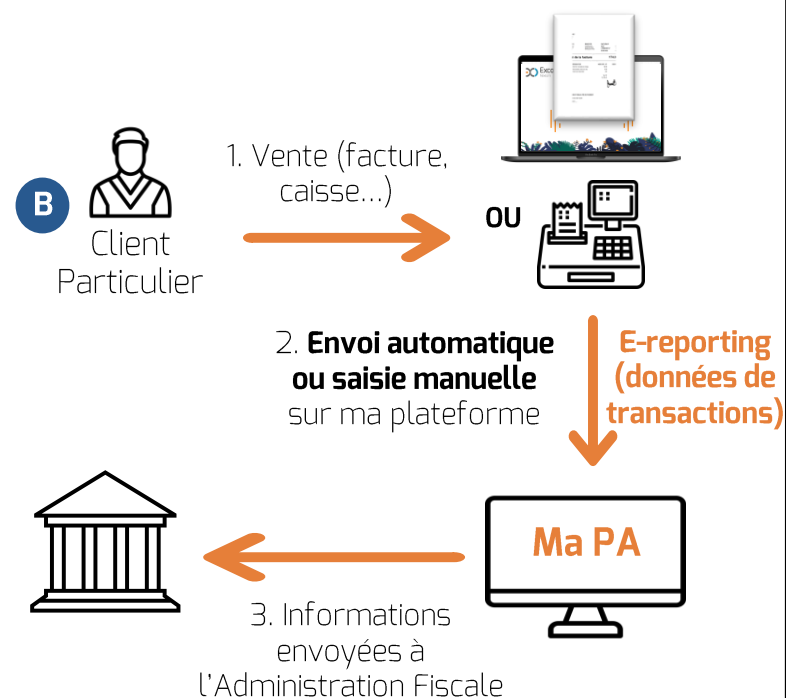 1. Vente (facture,
caisse...)
B
Client
Particulier
OU
2. Envoi automatique
ou saisie manuelle
sur ma plateforme
E-reporting
(données de
transactions)
Ma PA
3. Informations
envoyées à
l'Administration Fiscale